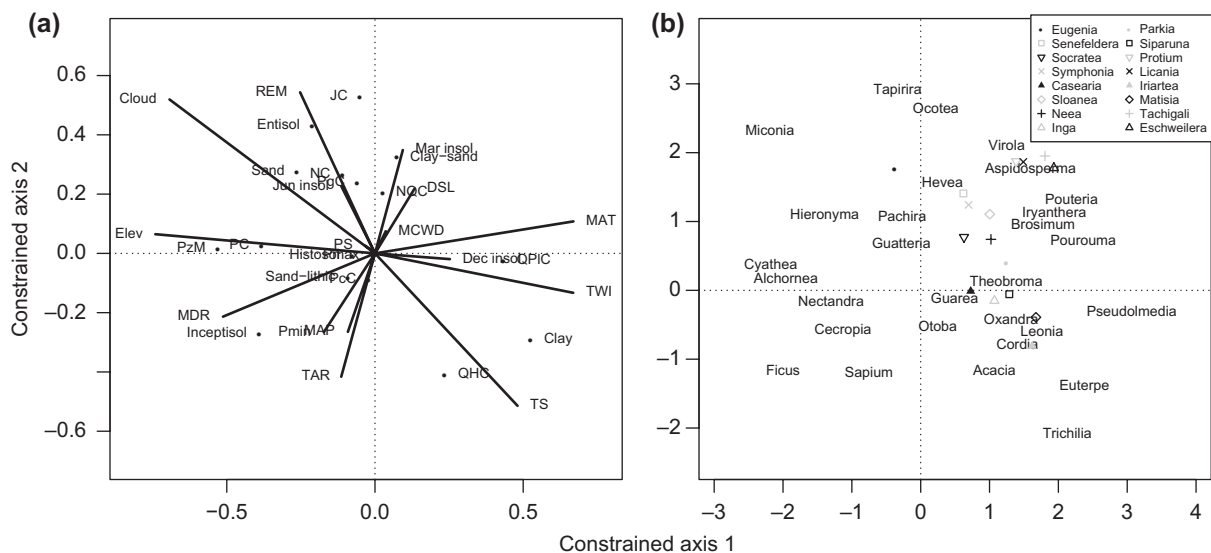 (a)
0.6
0.4
0.2
0.0
−0.2
−0.6
−0.5
0.0
0.5
Constrained axis 2
Cloud
REM
JC
Entisol
Mar insol
Clay−sand
Sand
NC
PgC
Jun insol
NQC
DSL
MAT
Elev
MCWD
PzM
PC
PS
Histosol
Dec insol
QPIC
Sand−lithic
PcC
TWI
MDR
Inceptisol
Pmin
MAP
Clay
TAR
QHC
TS
(b)
3
2
1
0
−1
−2
−3
−2
−1
0
1
2
3
4
Eugenia
Parkia
Senefeldera
Siparuna
Socratea
Protium
Symphonia
Licania
Casearia
Iriartea
Sloanea
Matisia
Neea
Tachigali
Inga
Eschweilera
Tapirira
Ocotea
Miconia
Virola
Aspidosperma
Hevea
Pouteria
Hieronyma
Pachira
Iryanthera
Brosimum
Guatteria
Pourouma
Cyathea
Alchornea
Theobroma
Nectandra
Guarea
Pseudolmedia
Cecropia
Otoba
Oxandra
Leonia
Cordia
Ficus
Sapium
Acacia
Euterpe
Trichilia
Constrained axis 1